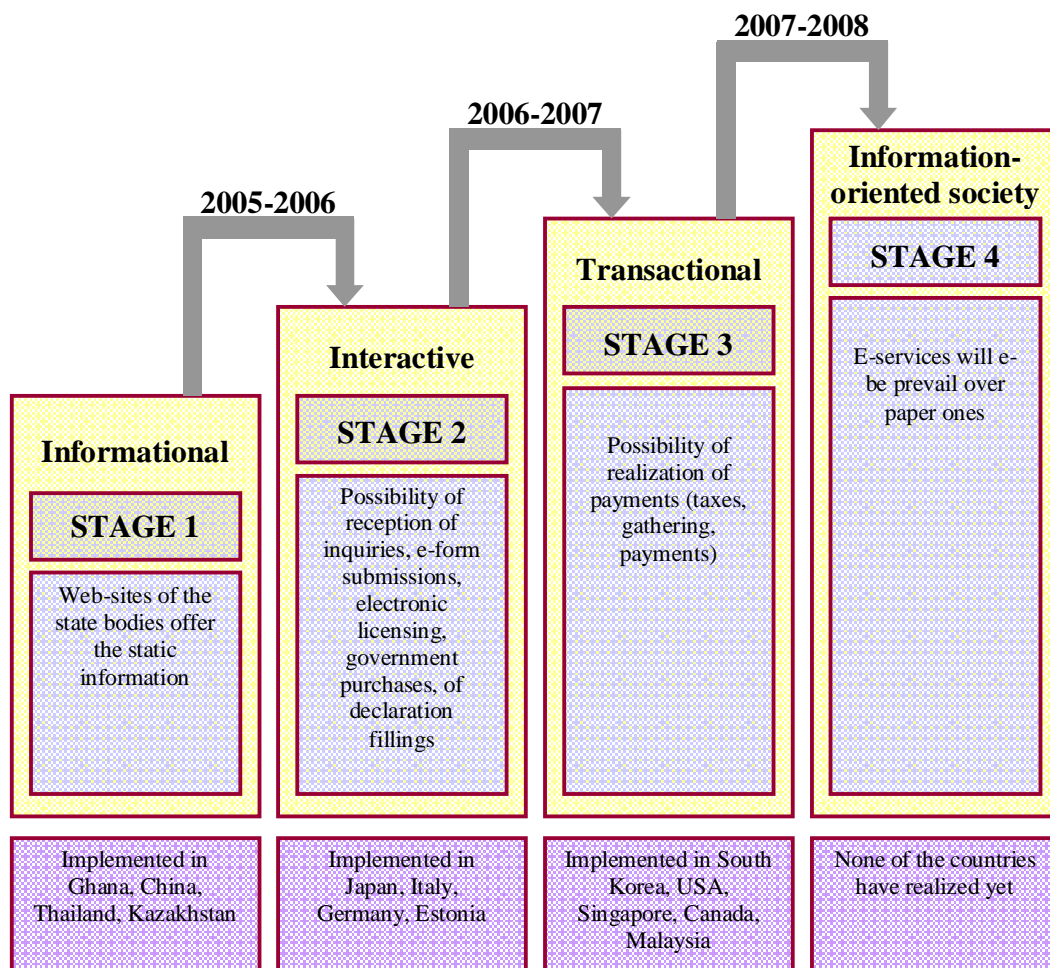 2007-2008
2006-2007
2005-2006
Informational
STAGE 1
Web-sites of the
state bodies offer
the static
information
Implemented in
Ghana, China,
Thailand, Kazakhstan
Interactive
STAGE 2
Possibility of
reception of
inquiries, e-form
submissions,
electronic
licensing,
government
purchases, of
declaration
fillings
Implemented in
Japan, Italy,
Germany, Estonia
Transactional
STAGE 3
Possibility of
realization of
payments (taxes,
gathering,
payments)
Implemented in South
Korea, USA,
Singapore, Canada,
Malaysia
Information-
oriented society
STAGE 4
E-services will e-
be prevail over
paper ones
None of the countries
have realized yet